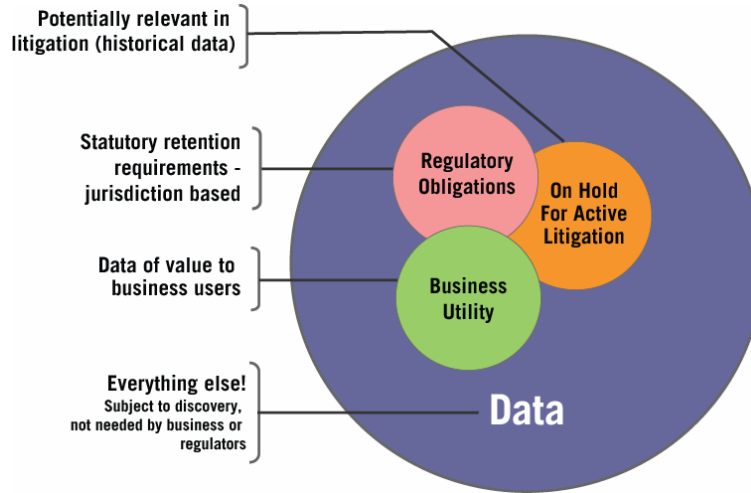 Potentially relevant in
litigation (historical data)
Statutory retention
requirements -
jurisdiction based
Data of value to
business users
Everything else!
Subject to discovery,
not needed by business or
regulators
Regulatory
Obligations
On Hold
For Active
Litigation
Business
Utility
Data